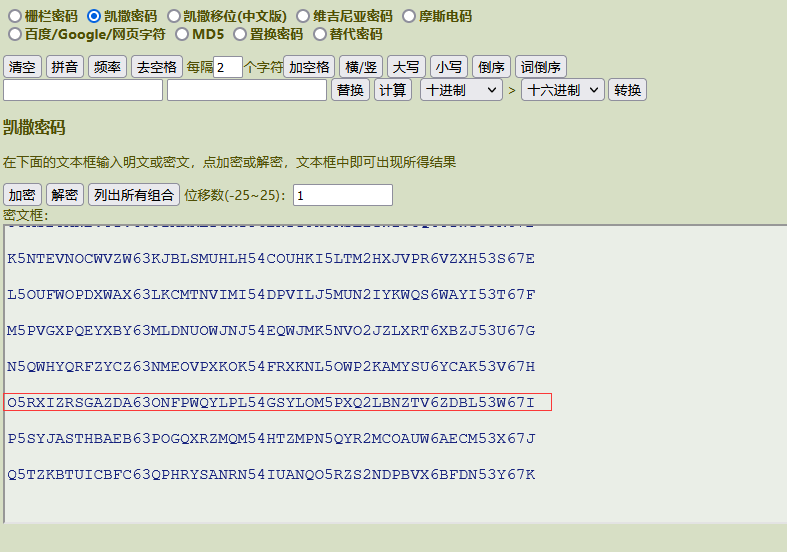 栅栏密码 凯撒密码 凯撒移位(中文版) 维吉尼亚密码 摩斯电码
百度/Google/网页字符 MD5 置换密码 替代密码
清空 拼音 频率 去空格 每隔2个字符加空格 横/竖 大写 小写 倒序 词倒序
替换 计算 十进制 > 十六进制 转换
凯撒密码
在下面的文本框输入明文或密文，点加密或解密，文本框中即可出现所得结果
加密 解密 列出所有组合 位移数(-25~25)：1
密文框：
K5NTEVNOCWVZW63KJBLSMUHLH54COUHKI5LTM2HXJVPR6VZXH53S67E
L5OUFWOPDXWAX63LKCMTNVIMI54DPVILJ5MUN2IYKWQS6WAYI53T67F
M5PVGXPQEYXBY63MLDNUOWJNJ54EQWJMK5NVO2JZLXRT6XBZJ53U67G
N5QWHYQRFZYCZ63NMEOVPXKOK54FRXKNL5OWP2KAMYSU6YCAK53V67H
O5RXIZRSGAZDA63ONFPWQYLPL54GSYLOM5PXQ2LBNZTV6ZDBL53W67I
P5SYJASTHBAEB63POGQXRZMQM54HTZMPN5QYR2MCOAUW6AECM53X67J
Q5TZKBTUICBFC63QPHRYSANRN54IUANQO5RZS2NDPBVX6BFDN53Y67K